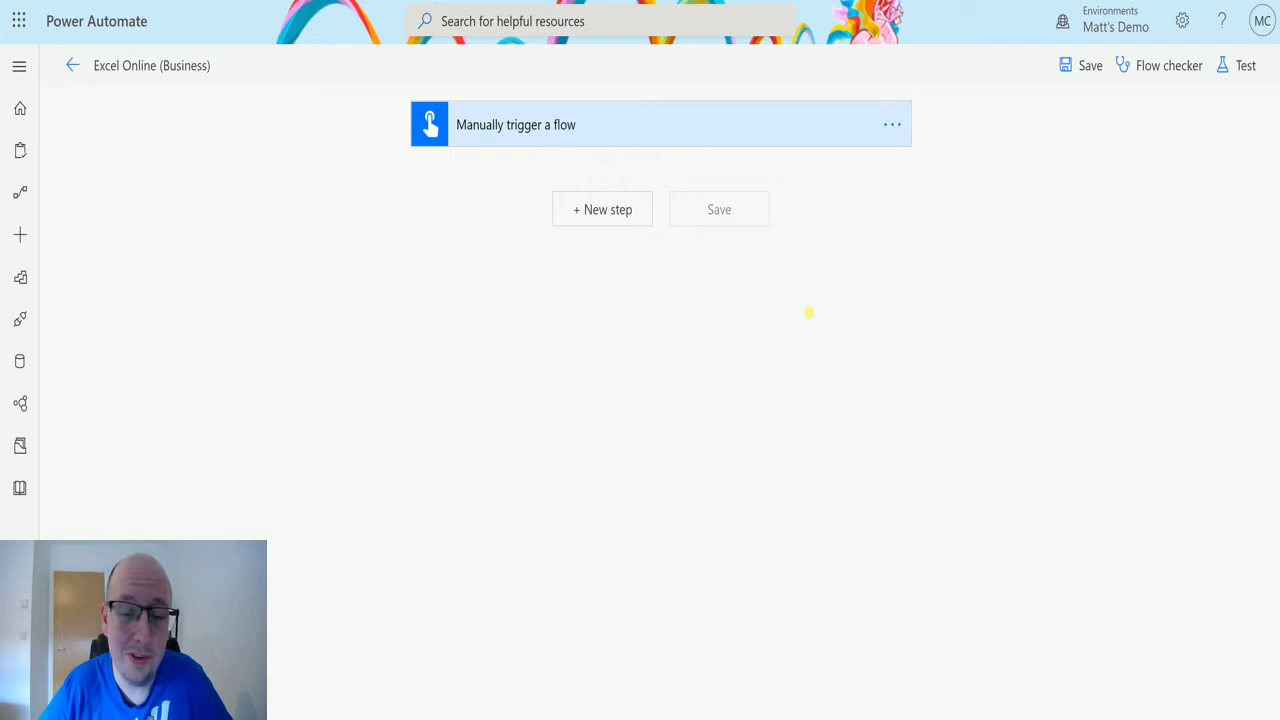 Power Automate
Search for helpful resources
Environments
Matt's Demo
?
MC
Excel Online (Business)
Save
Flow checker
Test
Manually trigger a flow
...
+ New step
Save